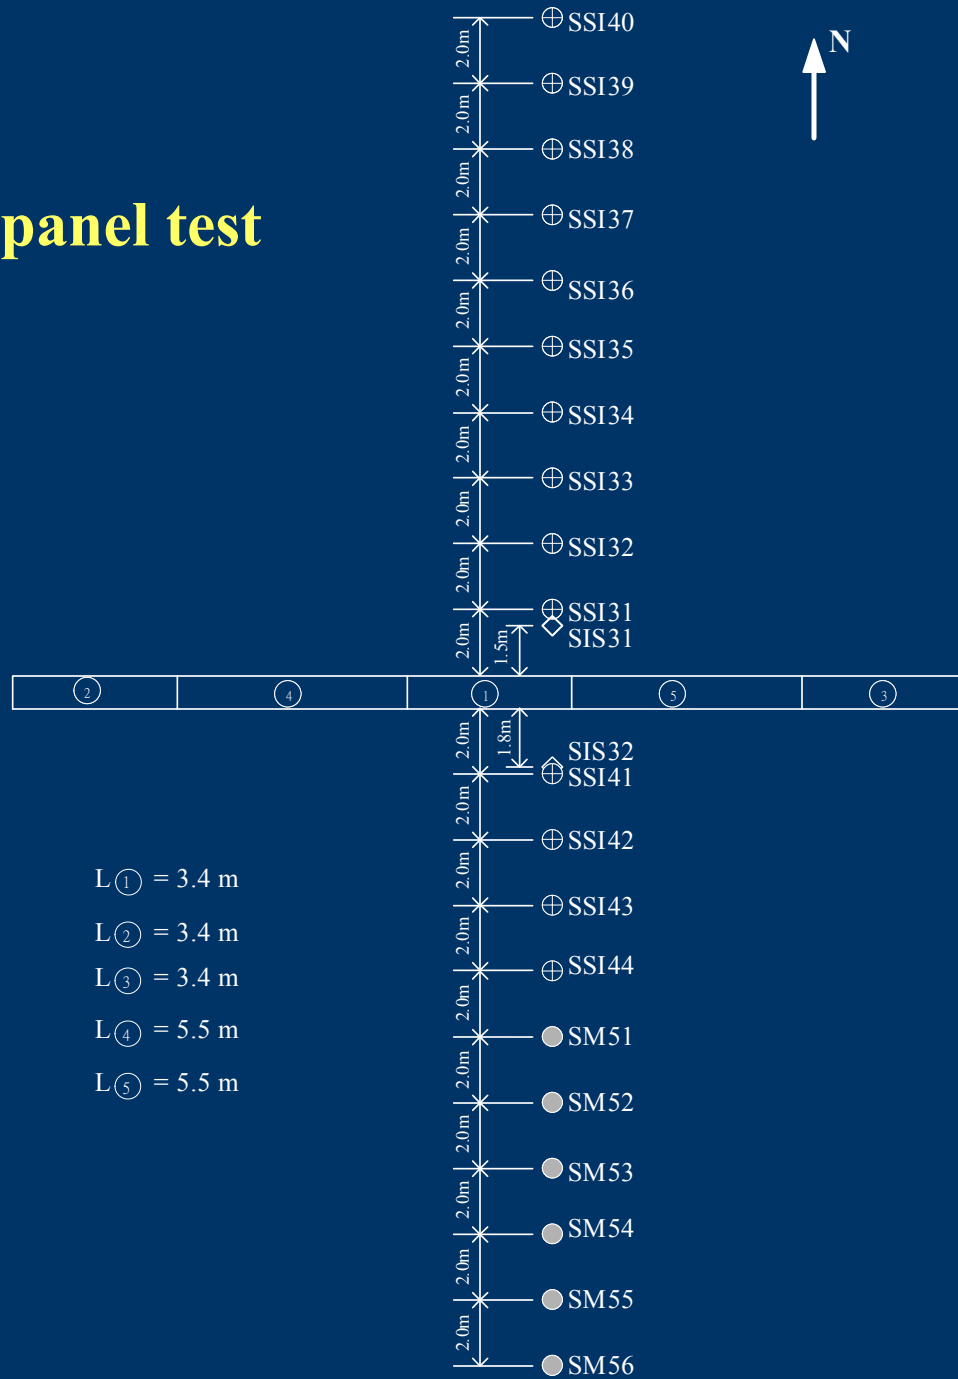 SSI40
N
2.0m
SSI39
2.0m
SSI38
2.0m
panel test
SSI37
2.0m
SSI36
2.0m
SSI35
2.0m
SSI34
2.0m
SSI33
2.0m
SSI32
2.0m
SSI31
2.0m
1.5m
SIS31
2 4 1 5 3
2.0m
1.8m
SIS32
SSI41
2.0m
SSI42
2.0m
L1 = 3.4 m
SSI43
L2 = 3.4 m
2.0m
SSI44
L3 = 3.4 m
2.0m
L4 = 5.5 m
SM51
2.0m
L5 = 5.5 m
SM52
2.0m
SM53
2.0m
SM54
2.0m
SM55
2.0m
SM56